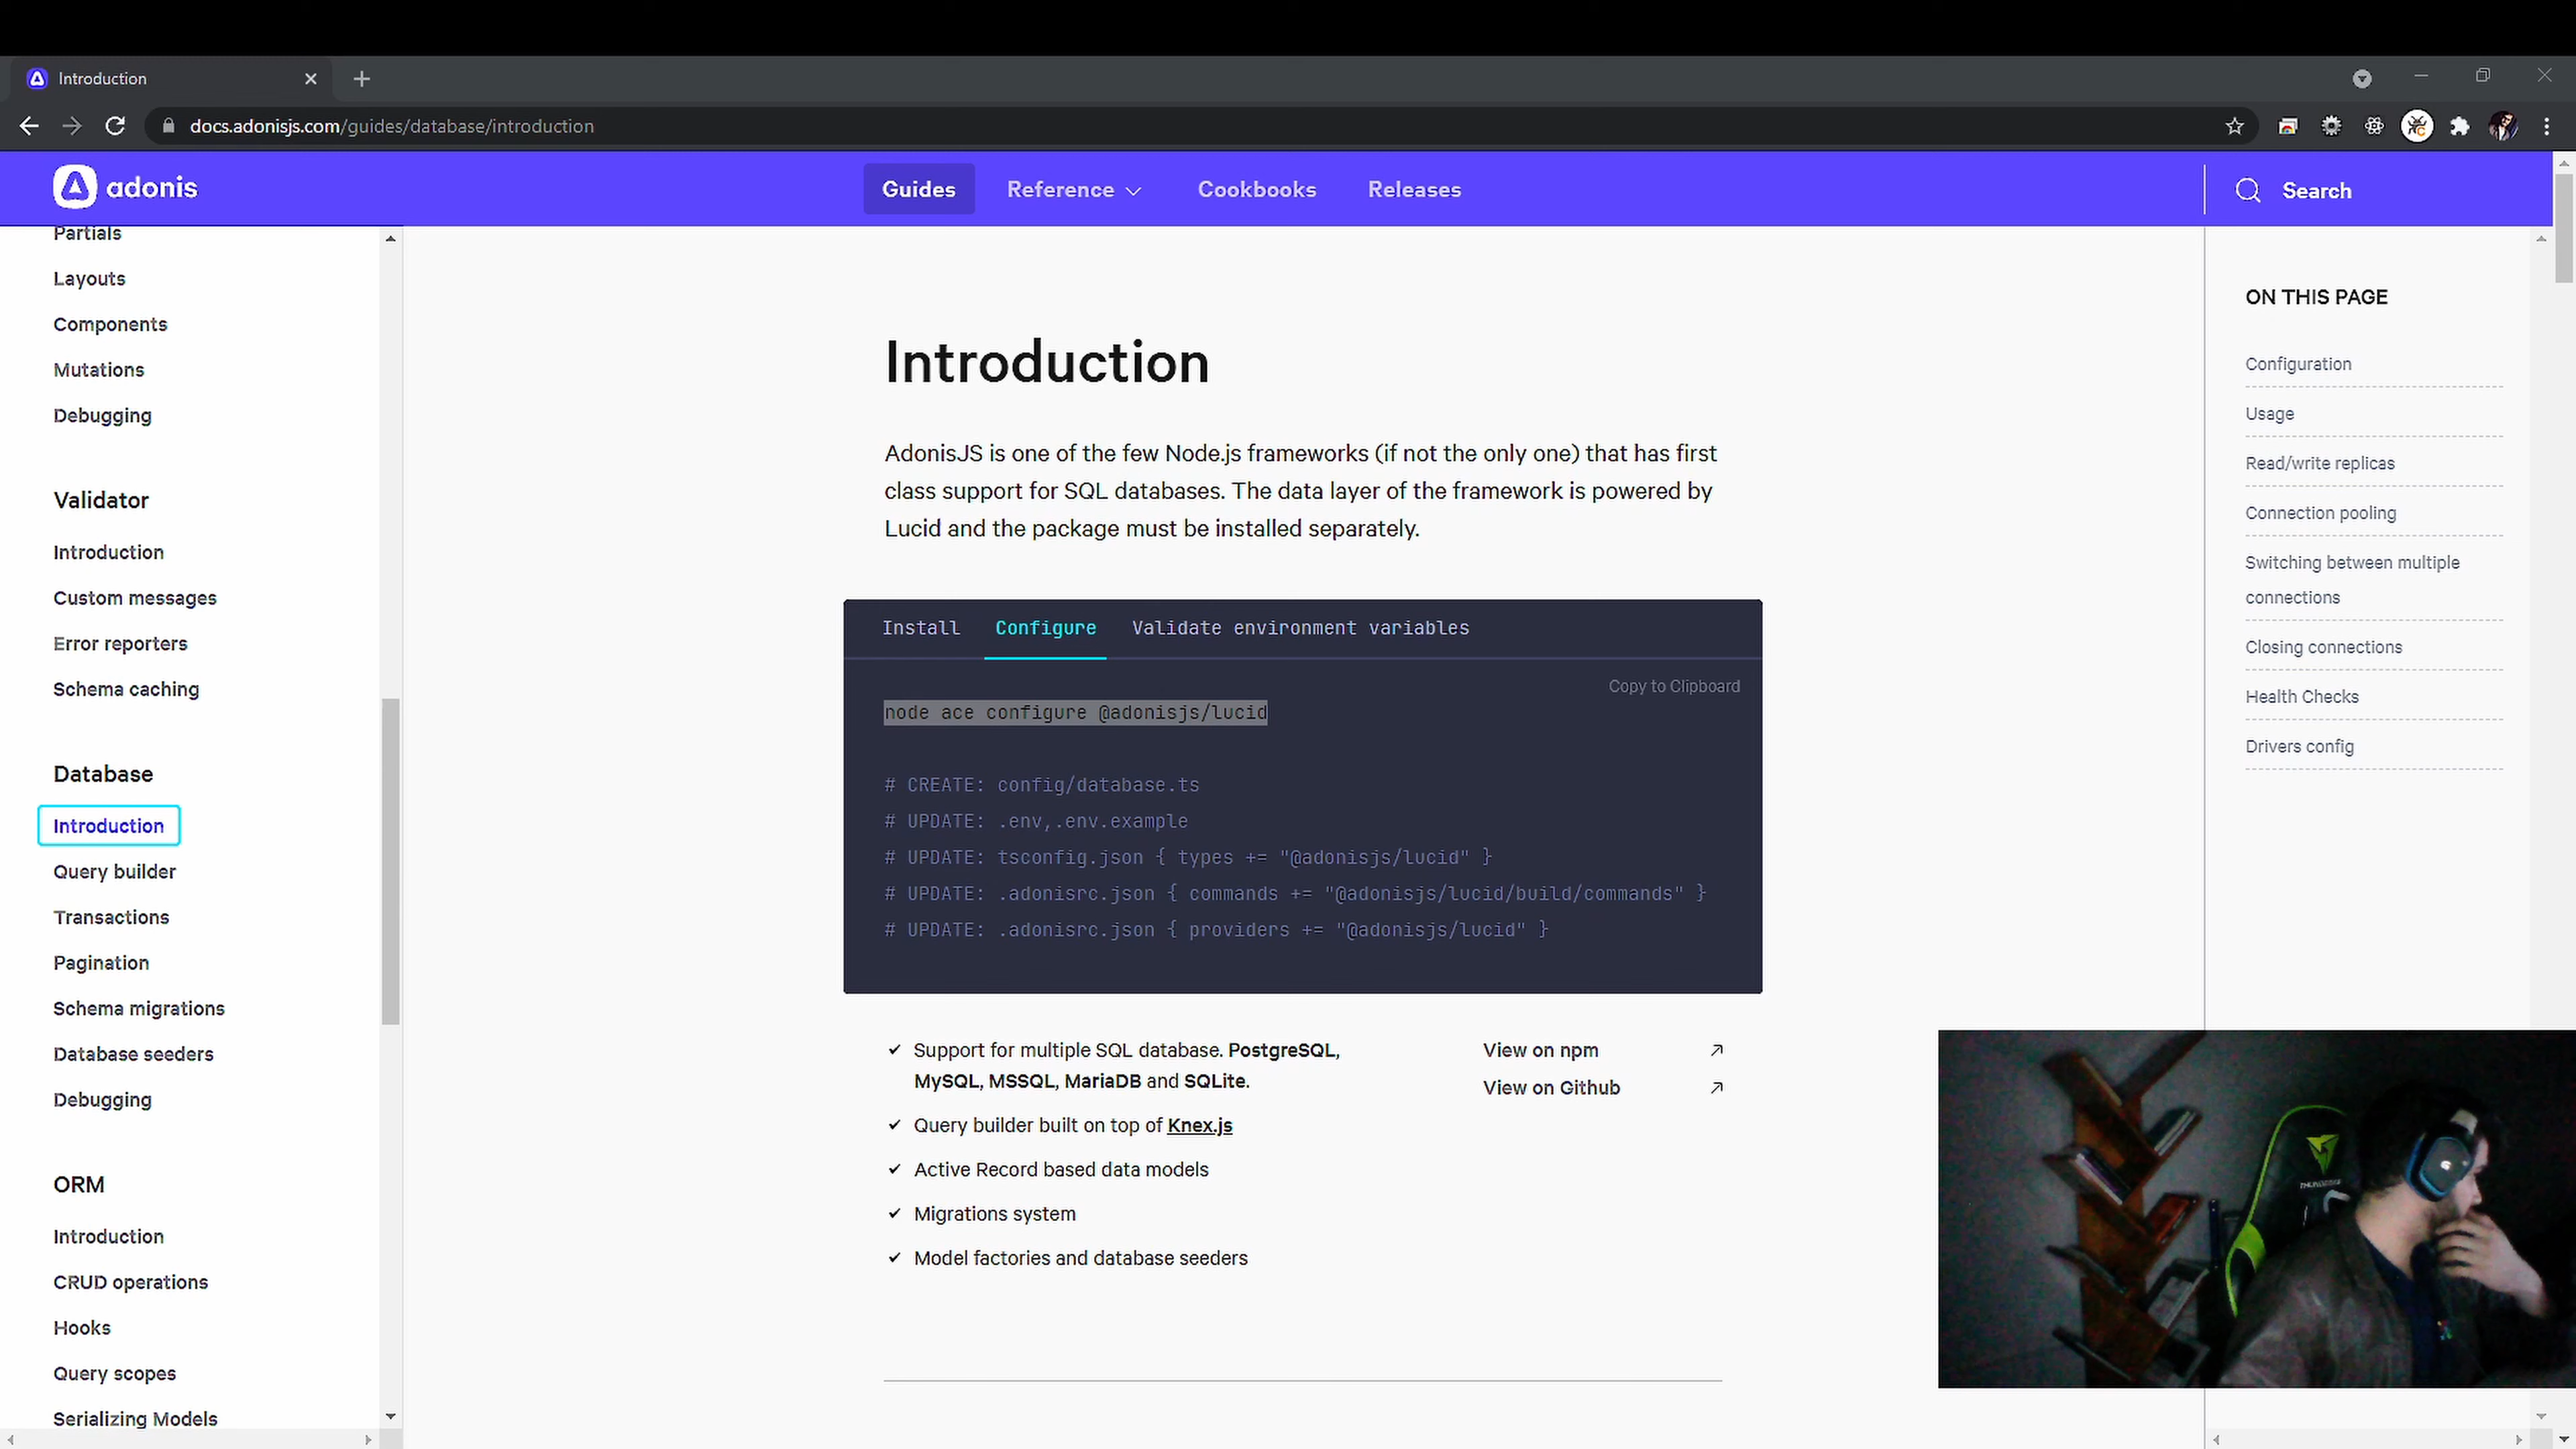 Introduction
docs.adonisjs.com/guides/database/introduction
adonis
Guides
Reference
Cookbooks
Releases
Search
Partials
Layouts
Components
Mutations
Debugging
Validator
Introduction
Custom messages
Error reporters
Schema caching
Database
Introduction
Query builder
Transactions
Pagination
Schema migrations
Database seeders
Debugging
ORM
Introduction
CRUD operations
Hooks
Query scopes
Serializing Models
Introduction
AdonisJS is one of the few Node.js frameworks (if not the only one) that has first
class support for SQL databases. The data layer of the framework is powered by
Lucid and the package must be installed separately.
Install
Configure
Validate environment variables
Copy to Clipboard
node ace configure @adonisjs/lucid
# CREATE: config/database.ts
# UPDATE: .env,.env.example
# UPDATE: tsconfig.json { types += "@adonisjs/lucid" }
# UPDATE: .adonisrc.json { commands += "@adonisjs/lucid/build/commands" }
# UPDATE: .adonisrc.json { providers += "@adonisjs/lucid" }
✓ Support for multiple SQL database. PostgreSQL,
MySQL, MSSQL, MariaDB and SQLite.
✓ Query builder built on top of Knex.js
✓ Active Record based data models
✓ Migrations system
✓ Model factories and database seeders
View on npm
View on Github
ON THIS PAGE
Configuration
Usage
Read/write replicas
Connection pooling
Switching between multiple
connections
Closing connections
Health Checks
Drivers config